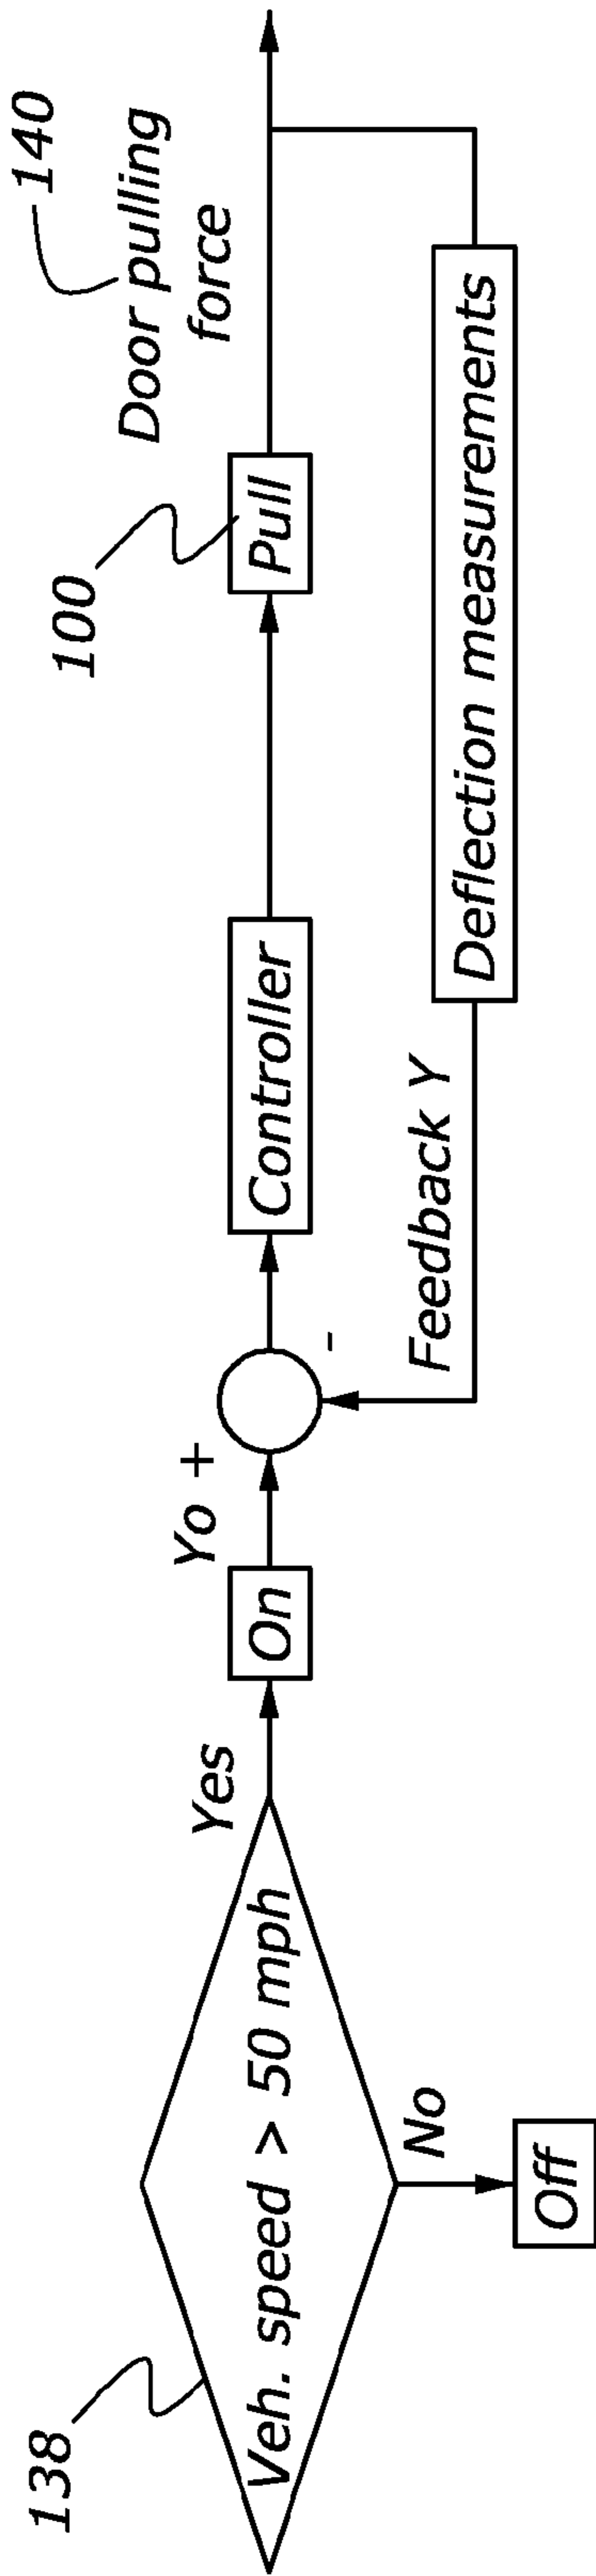 138
Veh. speed > 50 mph
Yes
No
Off
On
Yo +
-
Controller
Feedback Y
100
Pull
140
Door pulling
force
Deflection measurements